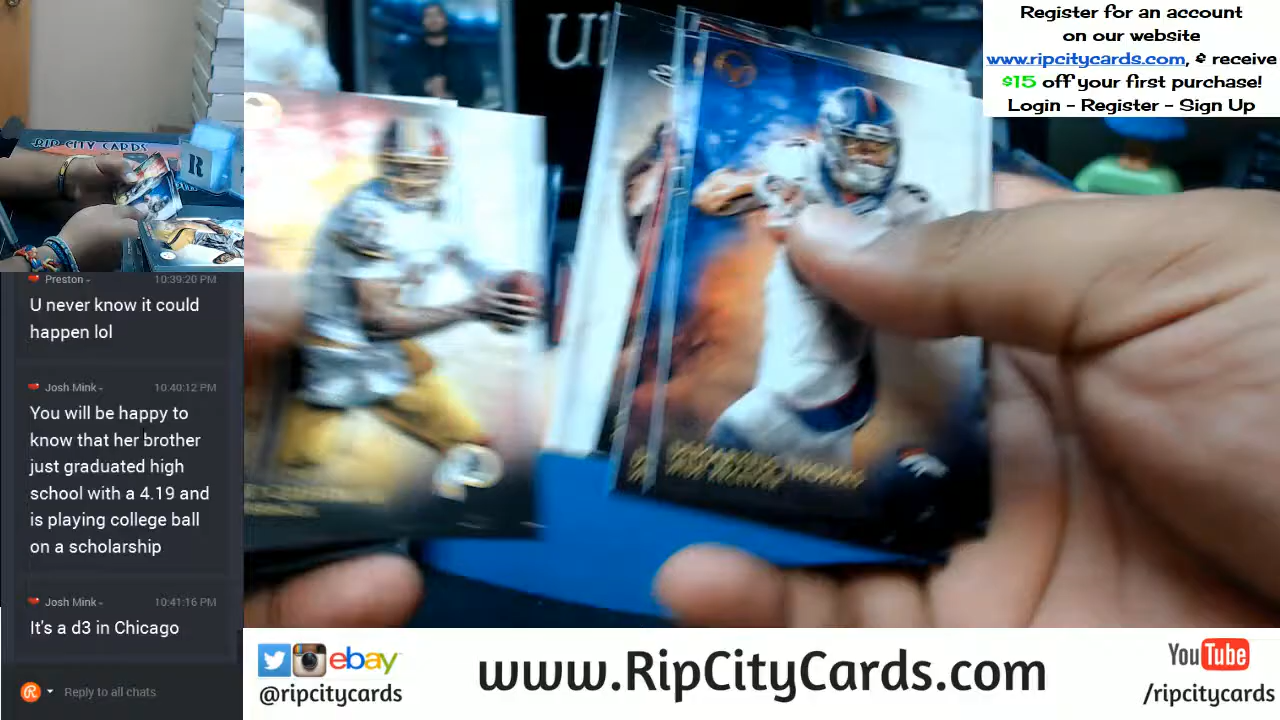 Register for an account
on our website
www.ripcitycards.com, & receive
$15 off your first purchase!
Login - Register - Sign Up
RIP CITY CARDS
R
Preston
10:39:20 PM
U never know it could
happen lol
Josh Mink
10:40:12 PM
You will be happy to
know that her brother
just graduated high
school with a 4.19 and
is playing college ball
on a scholarship
Josh Mink
10:41:16 PM
It's a d3 in Chicago
Reply to all chats
ebay
@ripcitycards
www.RipCityCards.com
YouTube
/ripcitycards